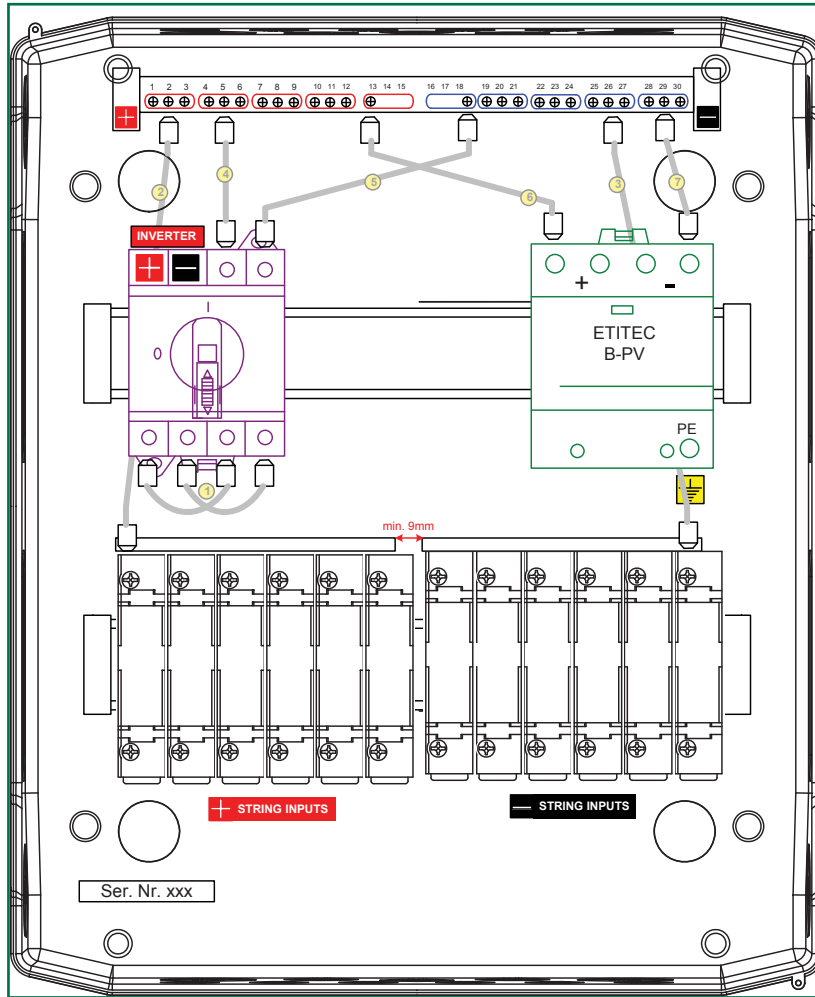 1 2 3 4 5 6 7 8 9 10 11 12 13 14 15 16 17 18 19 20 21 22 23 24 25 26 27 28 29 30
+
−
2
4
5
6
3
7
INVERTER
+ −
I
0
+ -
ETITEC
B-PV
PE
1
min. 9mm
+ STRING INPUTS
− STRING INPUTS
Ser. Nr. xxx